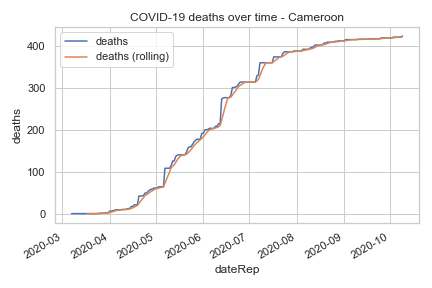 COVID-19 deaths over time - Cameroon
deaths
deaths (rolling)
400
300
200
100
0
deaths
2020-03
2020-04
2020-05
2020-06
2020-07
2020-08
2020-09
2020-10
dateRep